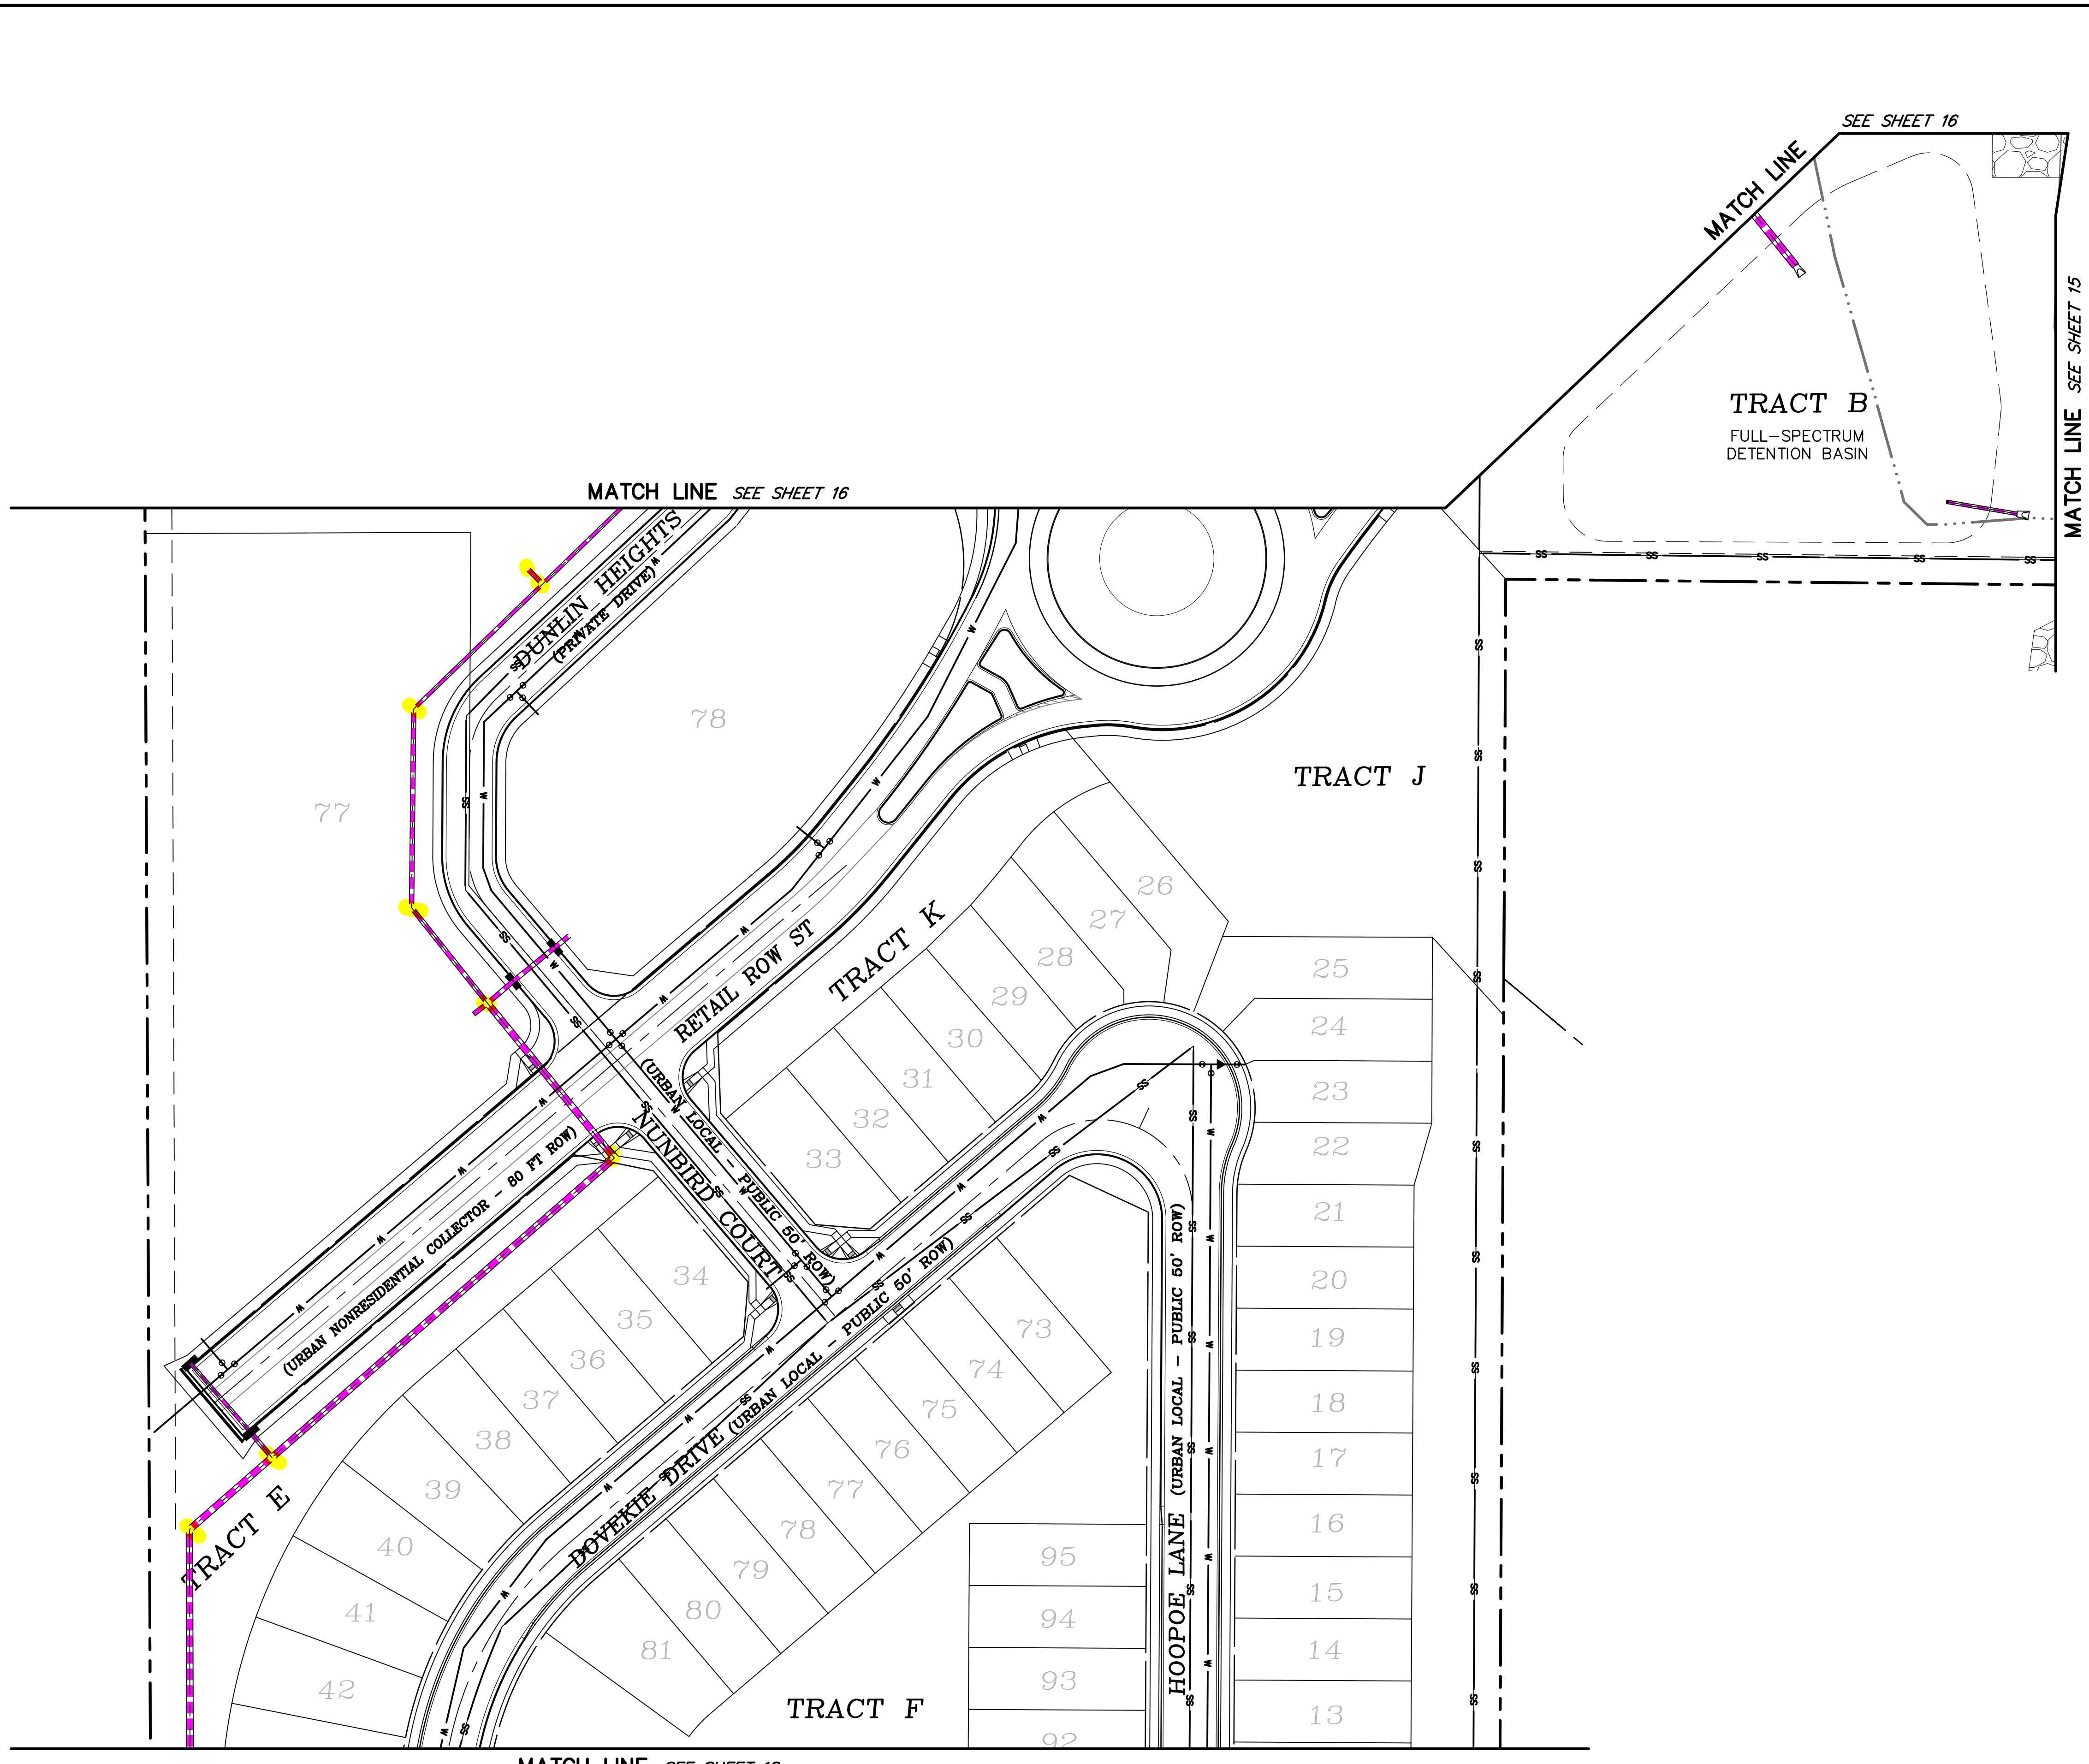 SEE SHEET 16
MATCH LINE
MATCH LINE SEE SHEET 15
TRACT B
FULL-SPECTRUM
DETENTION BASIN
MATCH LINE SEE SHEET 16
DUNLIN HEIGHTS
(PRIVATE DRIVE)
78
77
TRACT J
TRACT K
RETAIL ROW ST
(URBAN NONRESIDENTIAL COLLECTOR - 80 FT ROW)
NUNBIRD COURT
(URBAN LOCAL - PUBLIC 50' ROW)
26
27
28
29
30
31
32
33
25
24
23
22
21
20
19
18
17
16
15
14
13
34
35
36
37
38
39
40
41
42
73
74
75
76
77
78
79
80
81
DOVEKIE DRIVE (URBAN LOCAL - PUBLIC 50' ROW)
HOOPOE LANE (URBAN LOCAL - PUBLIC 50' ROW)
95
94
93
92
TRACT E
TRACT F
MATCH LINE